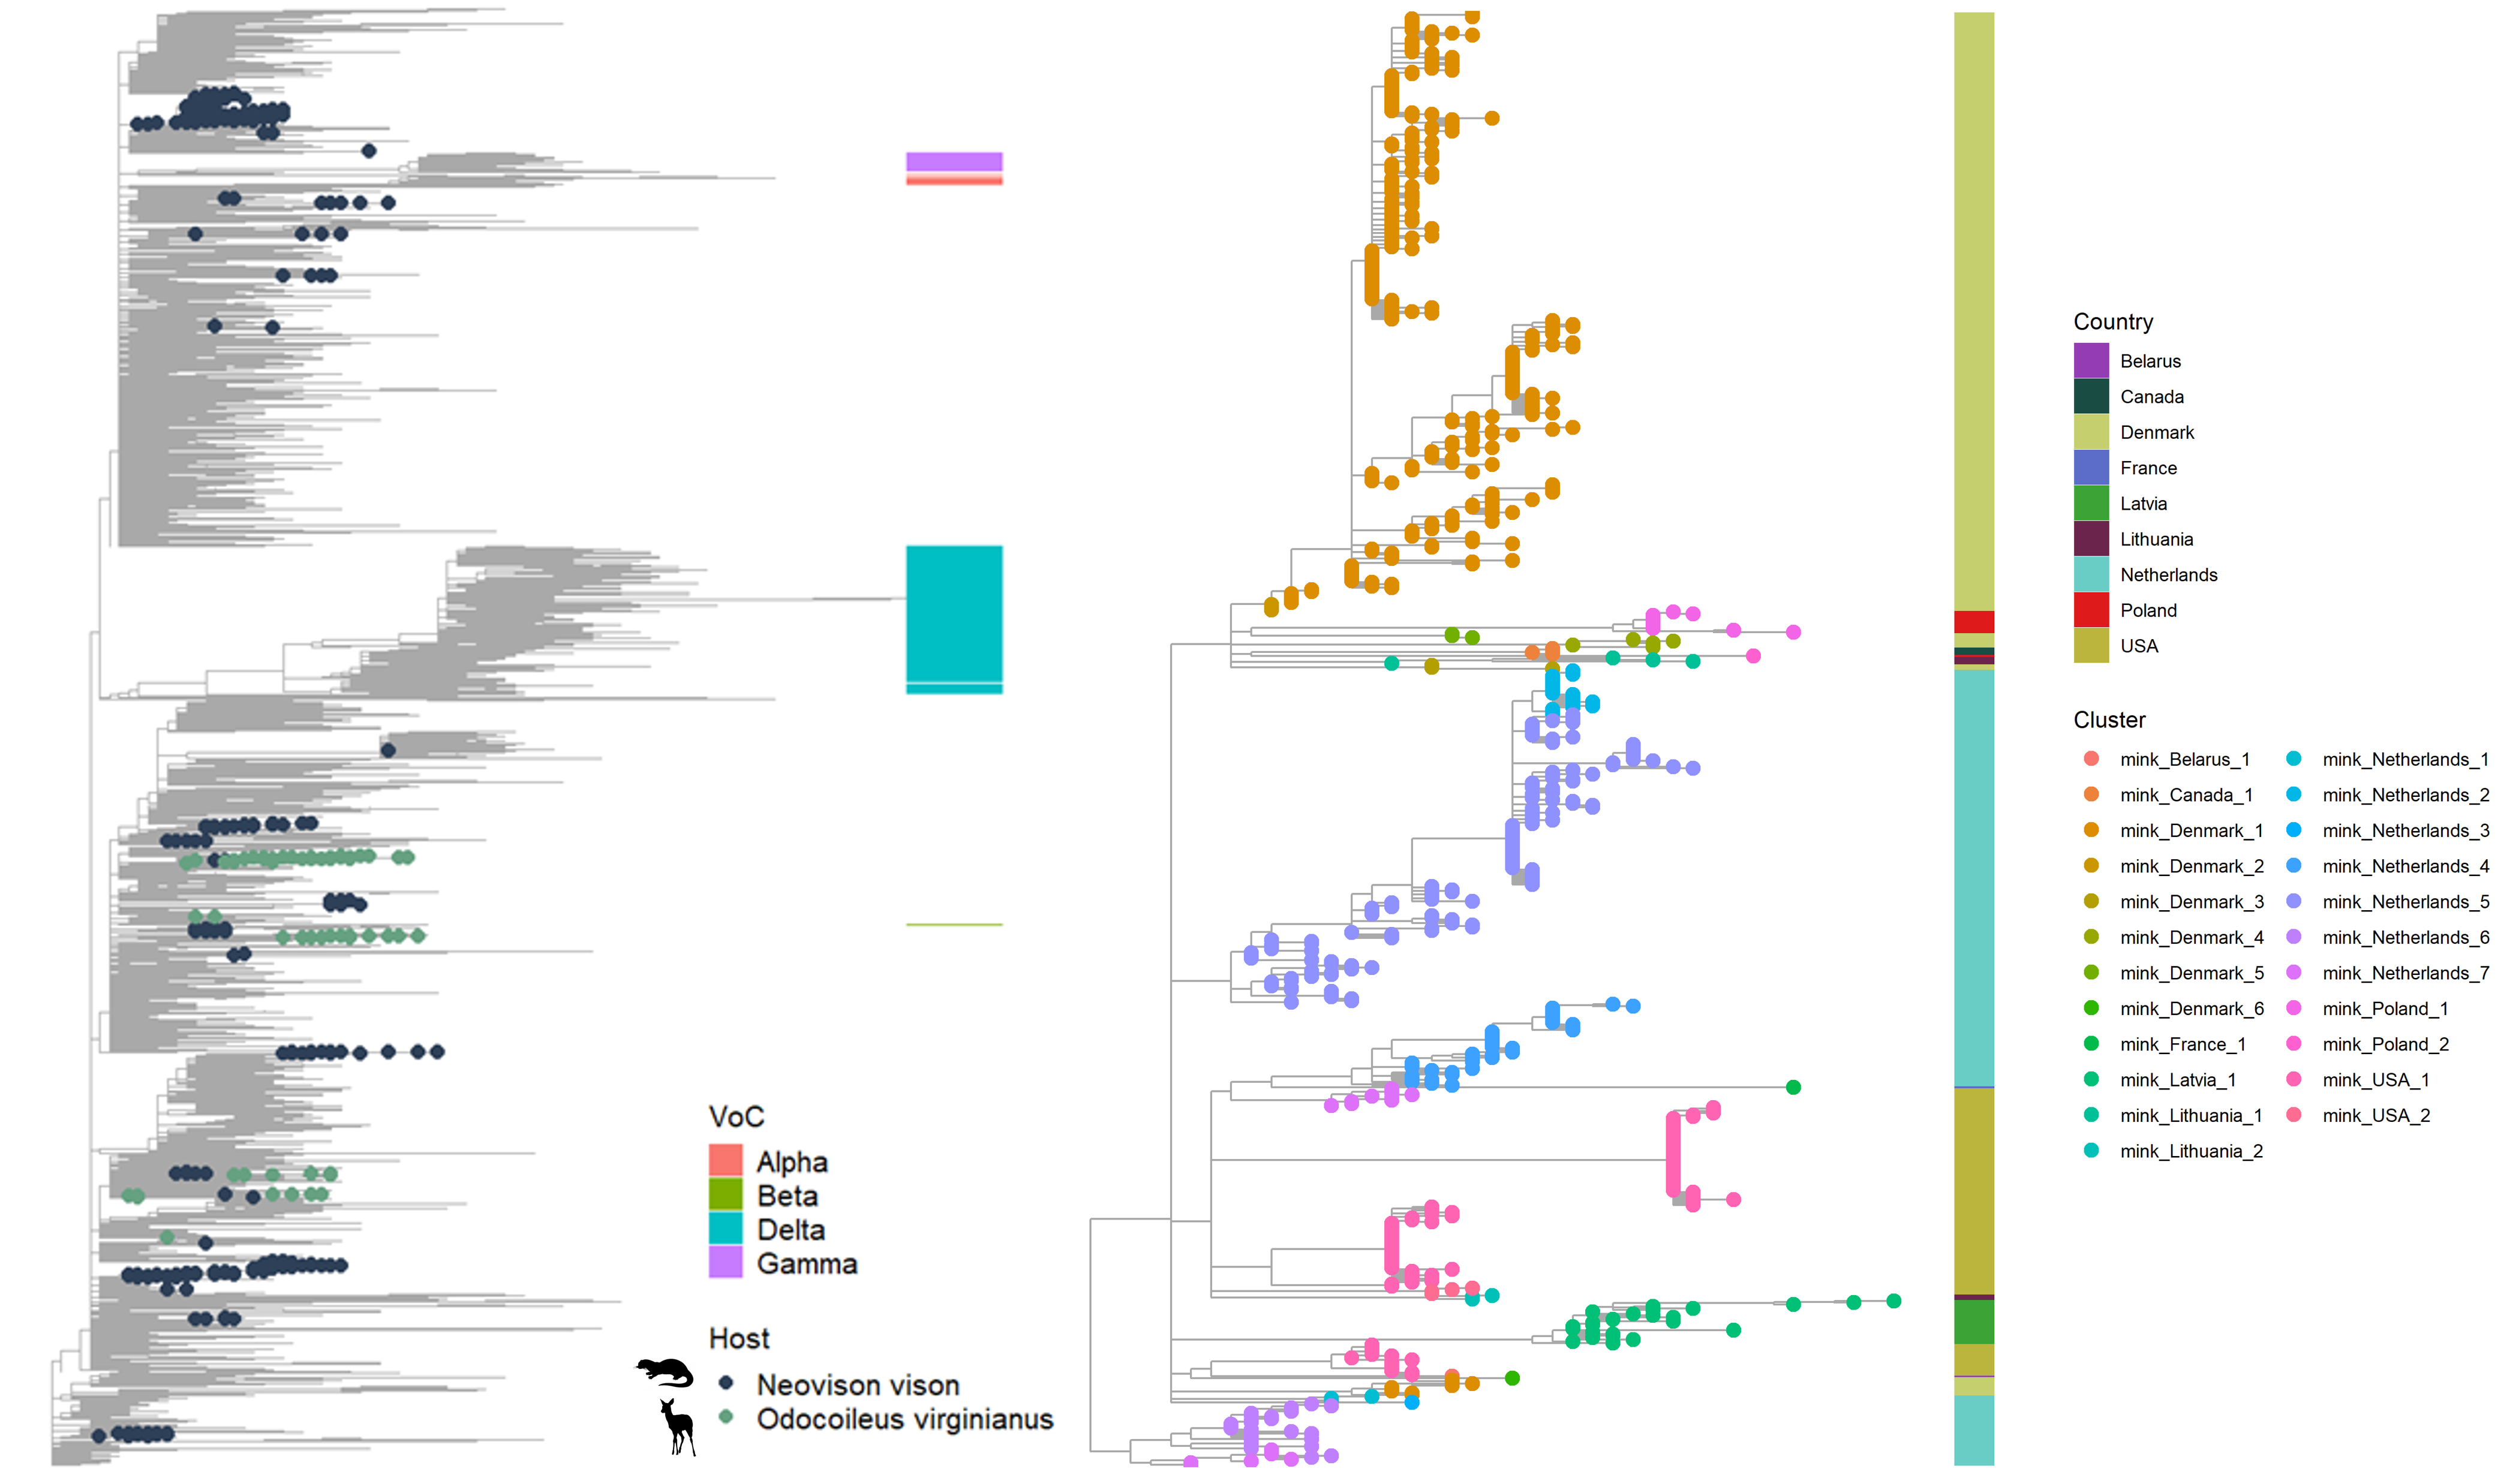 VoC
Alpha
Beta
Delta
Gamma
Host
Neovison vison
Odocoileus virginianus
Country
Belarus
Canada
Denmark
France
Latvia
Lithuania
Netherlands
Poland
USA
Cluster
mink_Belarus_1
mink_Canada_1
mink_Denmark_1
mink_Denmark_2
mink_Denmark_3
mink_Denmark_4
mink_Denmark_5
mink_Denmark_6
mink_France_1
mink_Latvia_1
mink_Lithuania_1
mink_Lithuania_2
mink_Netherlands_1
mink_Netherlands_2
mink_Netherlands_3
mink_Netherlands_4
mink_Netherlands_5
mink_Netherlands_6
mink_Netherlands_7
mink_Poland_1
mink_Poland_2
mink_USA_1
mink_USA_2